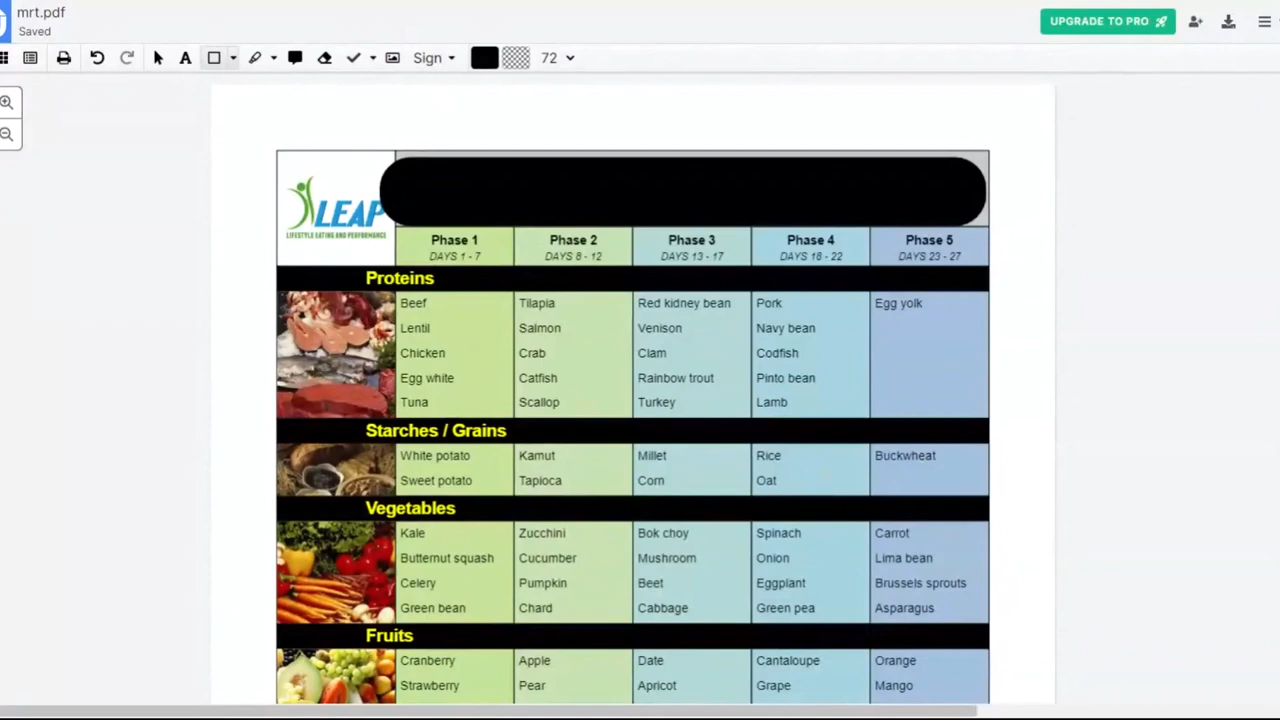 mrt.pdf
Saved
UPGRADE TO PRO
Sign
72
LEAP
LIFESTYLE EATING AND PERFORMANCE
Phase 1 Phase 2 Phase 3 Phase 4 Phase 5
DAYS 1 - 7 DAYS 8 - 12 DAYS 13 - 17 DAYS 18 - 22 DAYS 23 - 27
Proteins
Beef Tilapia Red kidney bean Pork Egg yolk
Lentil Salmon Venison Navy bean
Chicken Crab Clam Codfish
Egg white Catfish Rainbow trout Pinto bean
Tuna Scallop Turkey Lamb
Starches / Grains
White potato Kamut Millet Rice Buckwheat
Sweet potato Tapioca Corn Oat
Vegetables
Kale Zucchini Bok choy Spinach Carrot
Butternut squash Cucumber Mushroom Onion Lima bean
Celery Pumpkin Beet Eggplant Brussels sprouts
Green bean Chard Cabbage Green pea Asparagus
Fruits
Cranberry Apple Date Cantaloupe Orange
Strawberry Pear Apricot Grape Mango